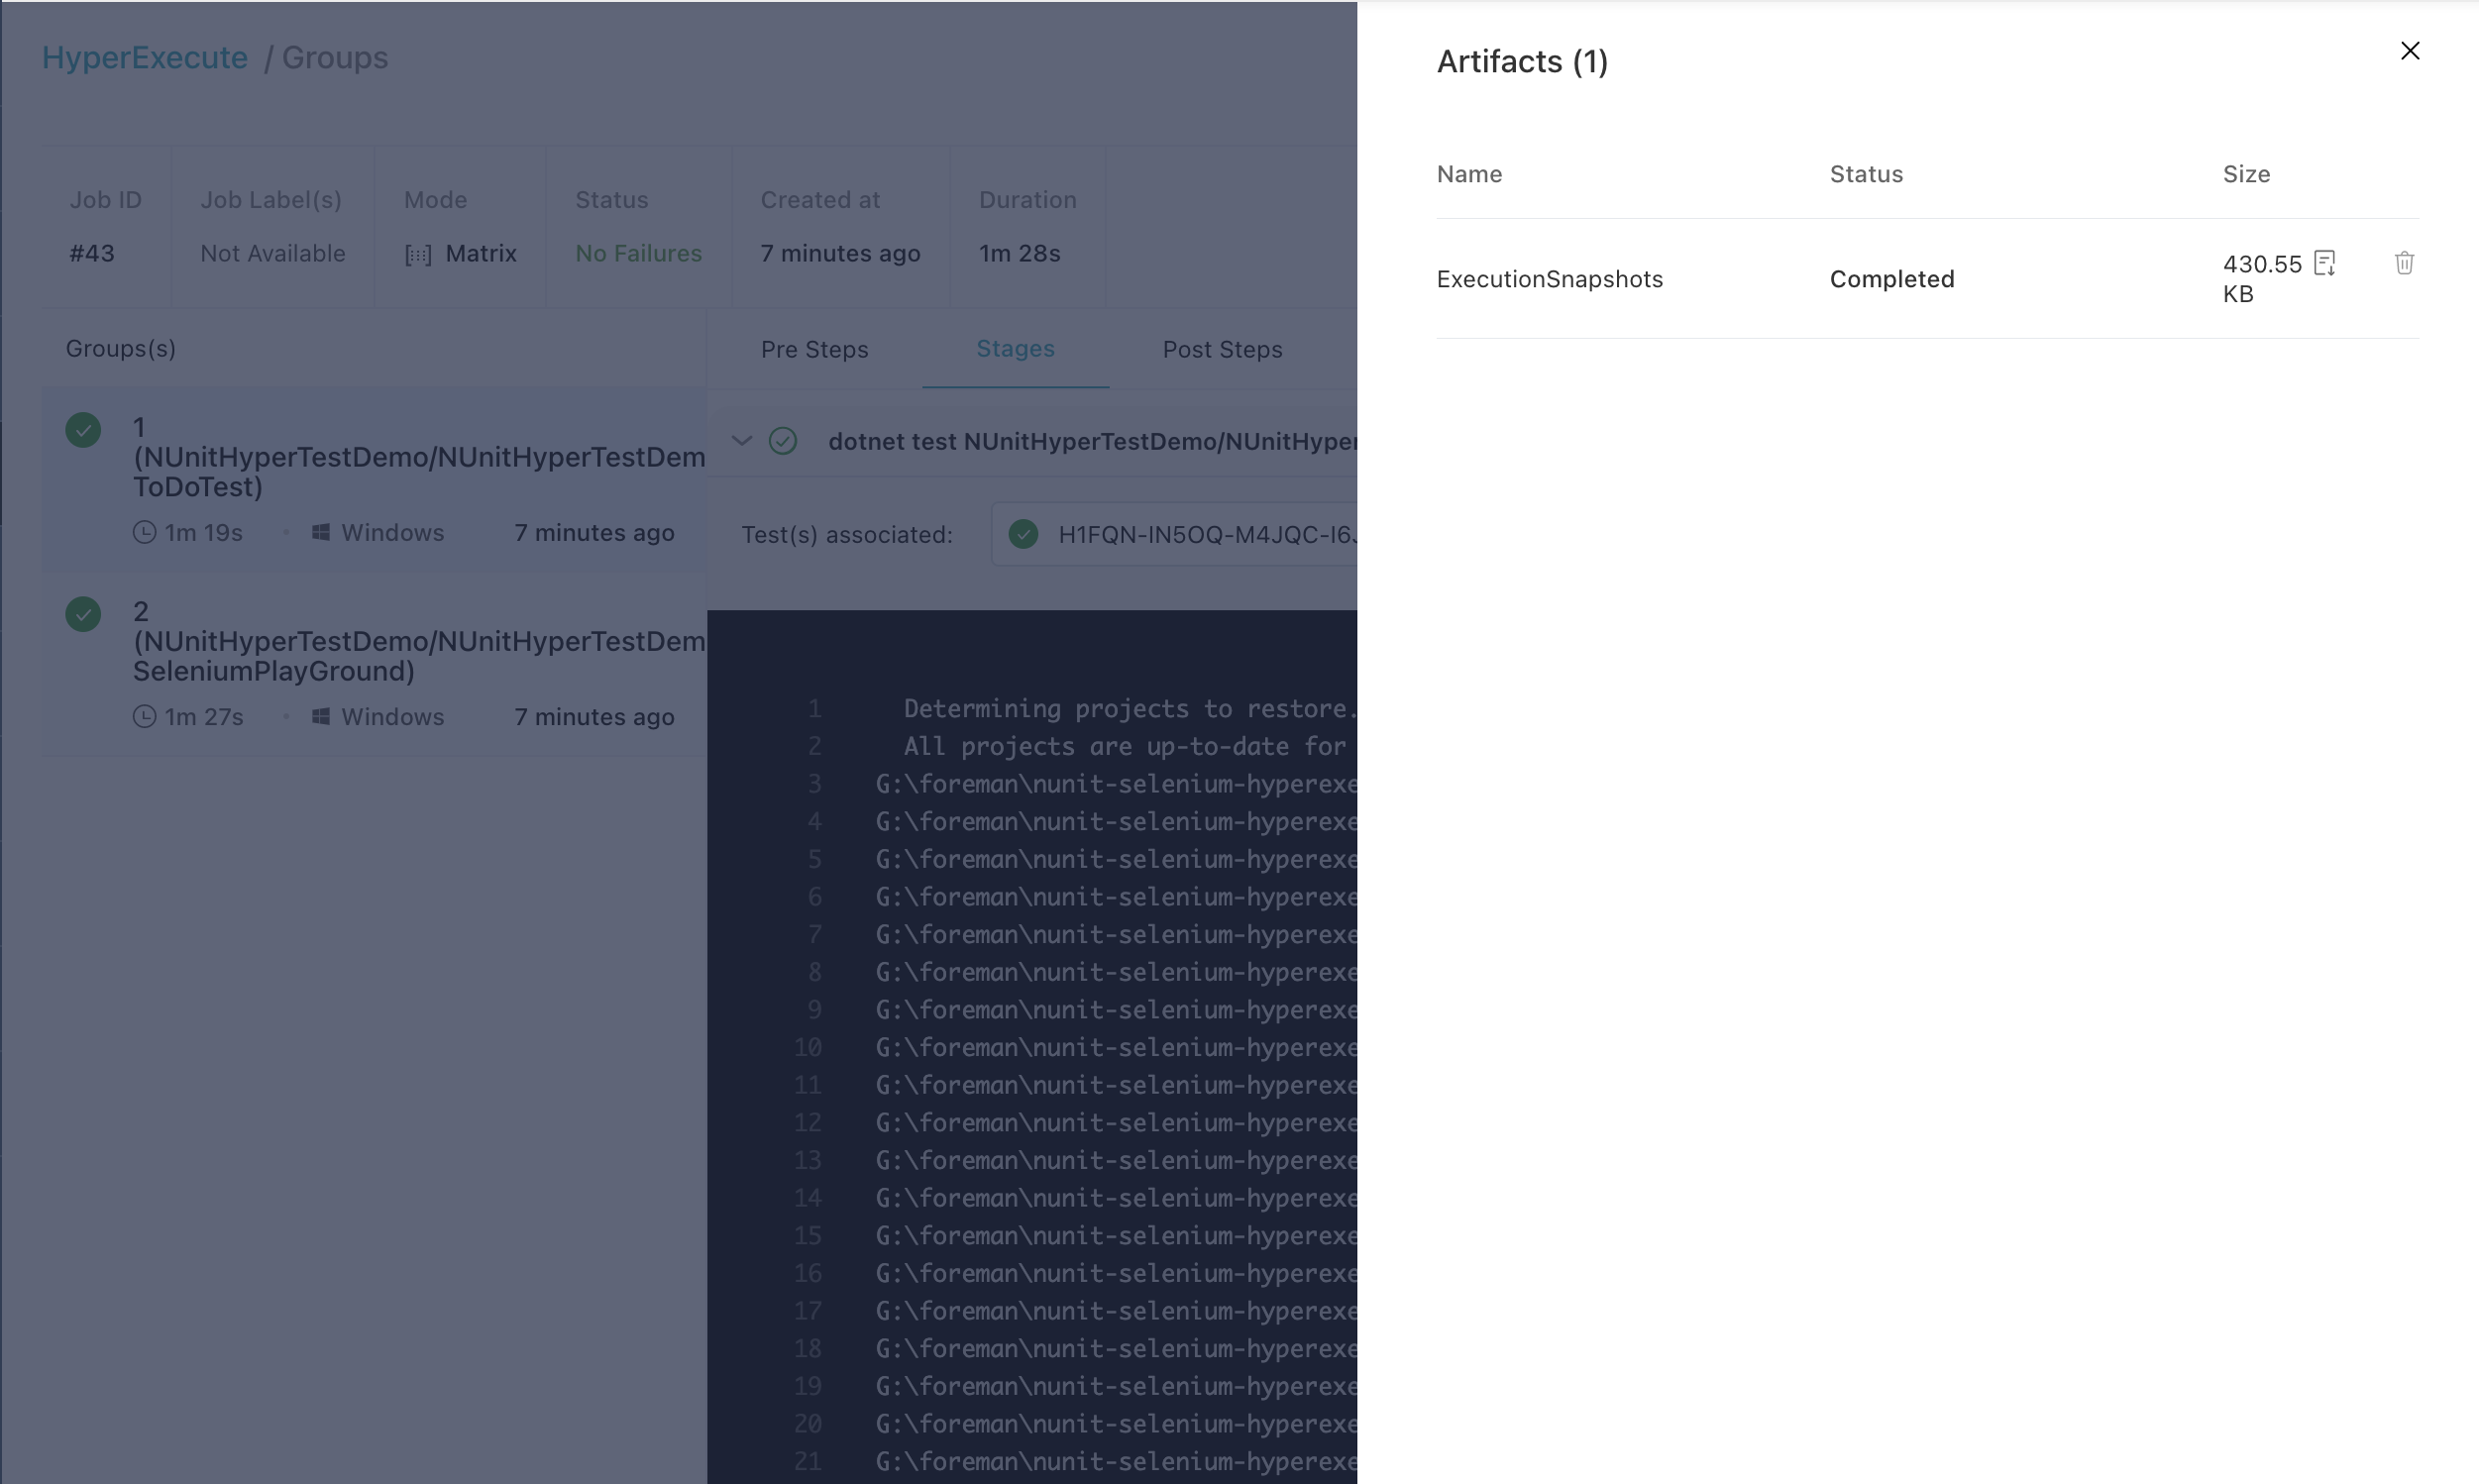 HyperExecute / Groups
Job ID
#43
Job Label(s)
Not Available
Mode
Matrix
Status
No Failures
Created at
7 minutes ago
Duration
1m 28s
Groups(s)
1
(NUnitHyperTestDemo/NUnitHyperTestDem
ToDoTest)
1m 19s • Windows 7 minutes ago
2
(NUnitHyperTestDemo/NUnitHyperTestDem
SeleniumPlayGround)
1m 27s • Windows 7 minutes ago
Pre Steps Stages Post Steps
dotnet test NUnitHyperTestDemo/NUnitHyper
Test(s) associated: H1FQN-IN5OQ-M4JQC-I6J
1 Determining projects to restore.
2 All projects are up-to-date for
3 G:\foreman\nunit-selenium-hyperexe
4 G:\foreman\nunit-selenium-hyperexe
5 G:\foreman\nunit-selenium-hyperexe
6 G:\foreman\nunit-selenium-hyperexe
7 G:\foreman\nunit-selenium-hyperexe
8 G:\foreman\nunit-selenium-hyperexe
9 G:\foreman\nunit-selenium-hyperexe
10 G:\foreman\nunit-selenium-hyperexe
11 G:\foreman\nunit-selenium-hyperexe
12 G:\foreman\nunit-selenium-hyperexe
13 G:\foreman\nunit-selenium-hyperexe
14 G:\foreman\nunit-selenium-hyperexe
15 G:\foreman\nunit-selenium-hyperexe
16 G:\foreman\nunit-selenium-hyperexe
17 G:\foreman\nunit-selenium-hyperexe
18 G:\foreman\nunit-selenium-hyperexe
19 G:\foreman\nunit-selenium-hyperexe
20 G:\foreman\nunit-selenium-hyperexe
21 G:\foreman\nunit-selenium-hyperexe
Artifacts (1)
Name Status Size
ExecutionSnapshots Completed 430.55
KB